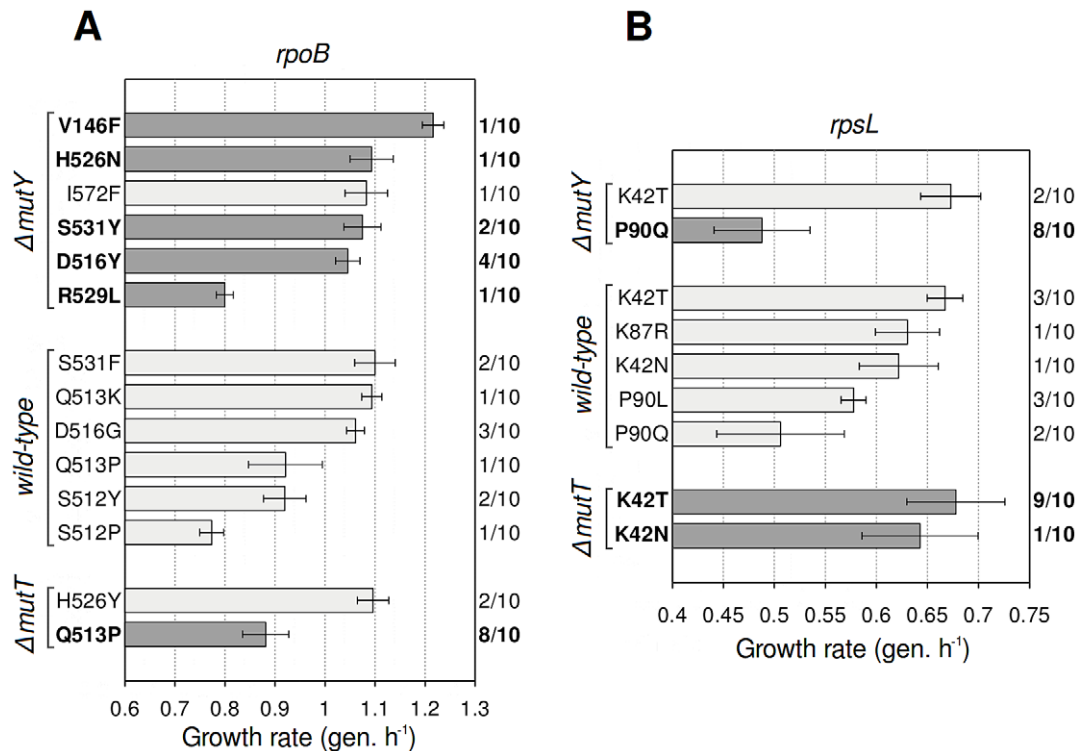 A
rpoB
ΔmutY
V146F 1/10
H526N 1/10
I572F 1/10
S531Y 2/10
D516Y 4/10
R529L 1/10
wild-type
S531F 2/10
Q513K 1/10
D516G 3/10
Q513P 1/10
S512Y 2/10
S512P 1/10
ΔmutT
H526Y 2/10
Q513P 8/10
0.6 0.7 0.8 0.9 1 1.1 1.2 1.3
Growth rate (gen. h⁻¹)
B
rpsL
ΔmutY
K42T 2/10
P90Q 8/10
wild-type
K42T 3/10
K87R 1/10
K42N 1/10
P90L 3/10
P90Q 2/10
ΔmutT
K42T 9/10
K42N 1/10
0.4 0.45 0.5 0.55 0.6 0.65 0.7 0.75
Growth rate (gen. h⁻¹)